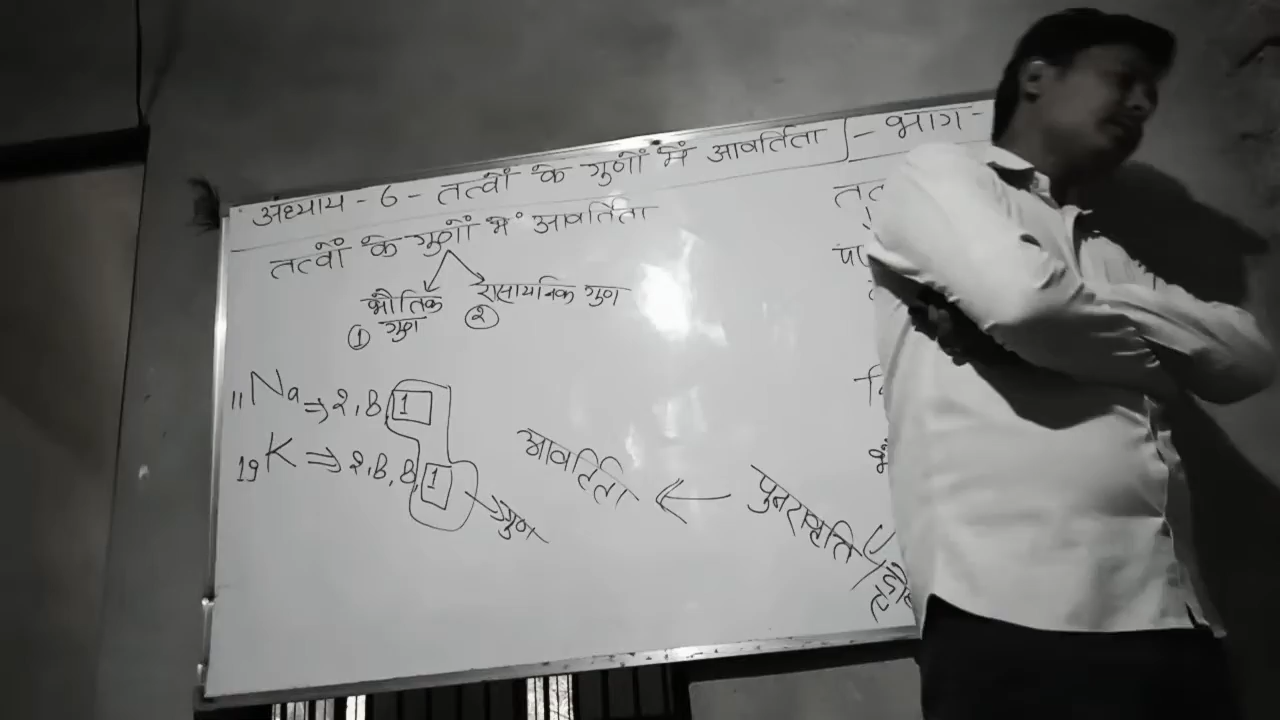 अध्याय - 6 - तत्वों के गुणों में आवर्तिता - भाग -
तत्वों के गुणों में आवर्तिता
भौतिक गुण
①
रासायनिक गुण
②
₁₁Na ⇒ 2, 8, 1
₁₉K ⇒ 2, 8, 8, 1
गुण
आवर्तिता ← पुनरावृत्ति